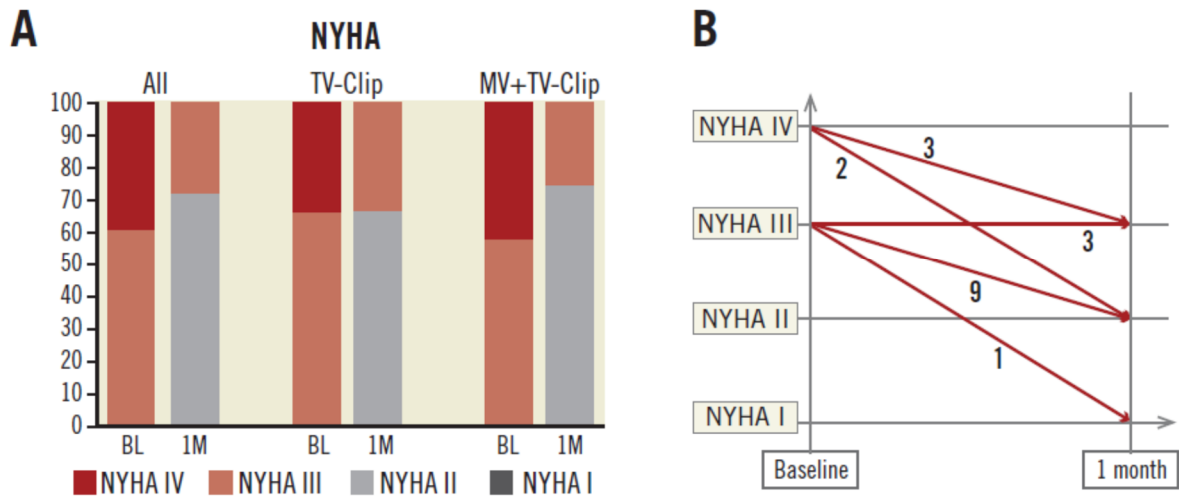 A
NYHA
All TV-Clip MV+TV-Clip
100
90
80
70
60
50
40
30
20
10
0
BL 1M BL 1M BL 1M
NYHA IV NYHA III NYHA II NYHA I
B
NYHA IV
3
2
NYHA III
3
9
NYHA II
1
NYHA I
Baseline 1 month